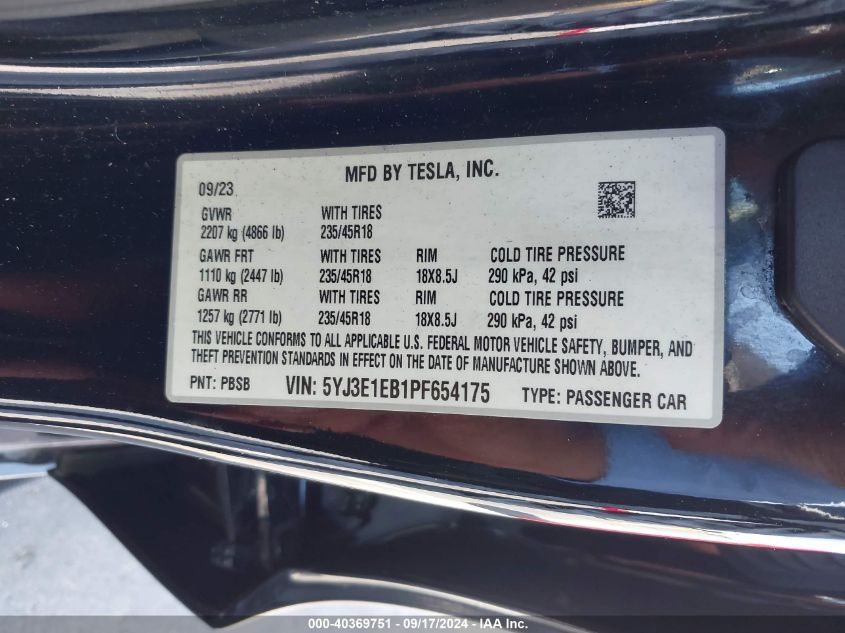 MFD BY TESLA, INC.
09/23
GVWR WITH TIRES
2207 kg (4866 lb) 235/45R18
GAWR FRT WITH TIRES RIM COLD TIRE PRESSURE
1110 kg (2447 lb) 235/45R18 18X8.5J 290 kPa, 42 psi
GAWR RR WITH TIRES RIM COLD TIRE PRESSURE
1257 kg (2771 lb) 235/45R18 18X8.5J 290 kPa, 42 psi
THIS VEHICLE CONFORMS TO ALL APPLICABLE U.S. FEDERAL MOTOR VEHICLE SAFETY, BUMPER, AND
THEFT PREVENTION STANDARDS IN EFFECT ON THE DATE OF MANUFACTURE SHOWN ABOVE.
PNT: PBSB VIN: 5YJ3E1EB1PF654175 TYPE: PASSENGER CAR
000-40369751 - 09/17/2024 - IAA Inc.